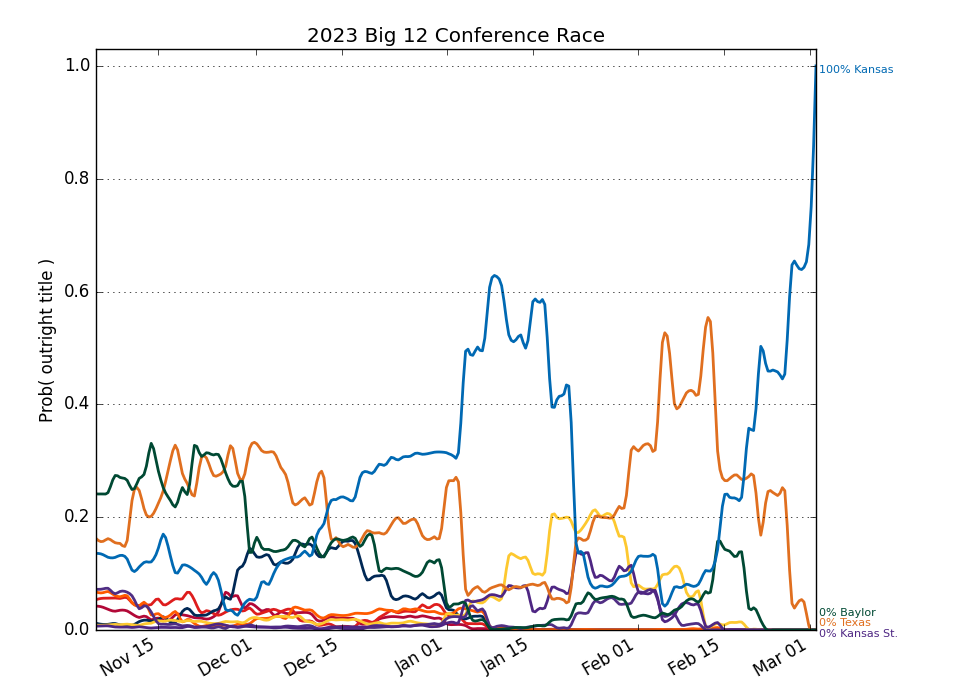 2023 Big 12 Conference Race
Prob( outright title )
1.0
0.8
0.6
0.4
0.2
0.0
Nov 15
Dec 01
Dec 15
Jan 01
Jan 15
Feb 01
Feb 15
Mar 01
100% Kansas
0% Baylor
0% Texas
0% Kansas St.